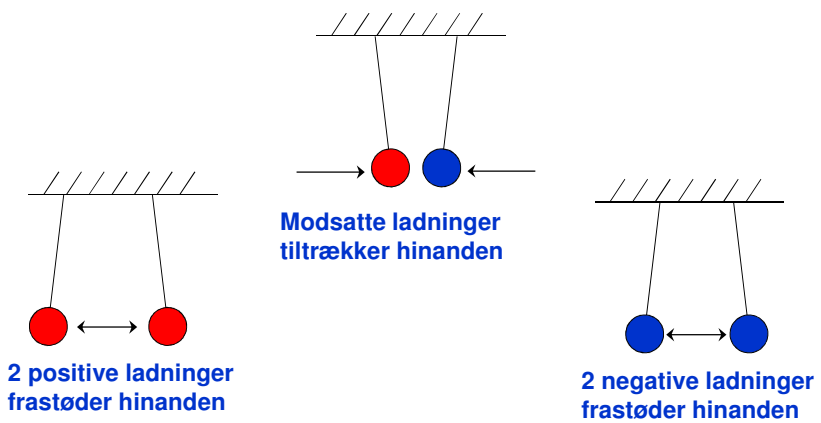 Modsatte ladninger
tiltrækker hinanden
2 positive ladninger
frastøder hinanden
2 negative ladninger
frastøder hinanden